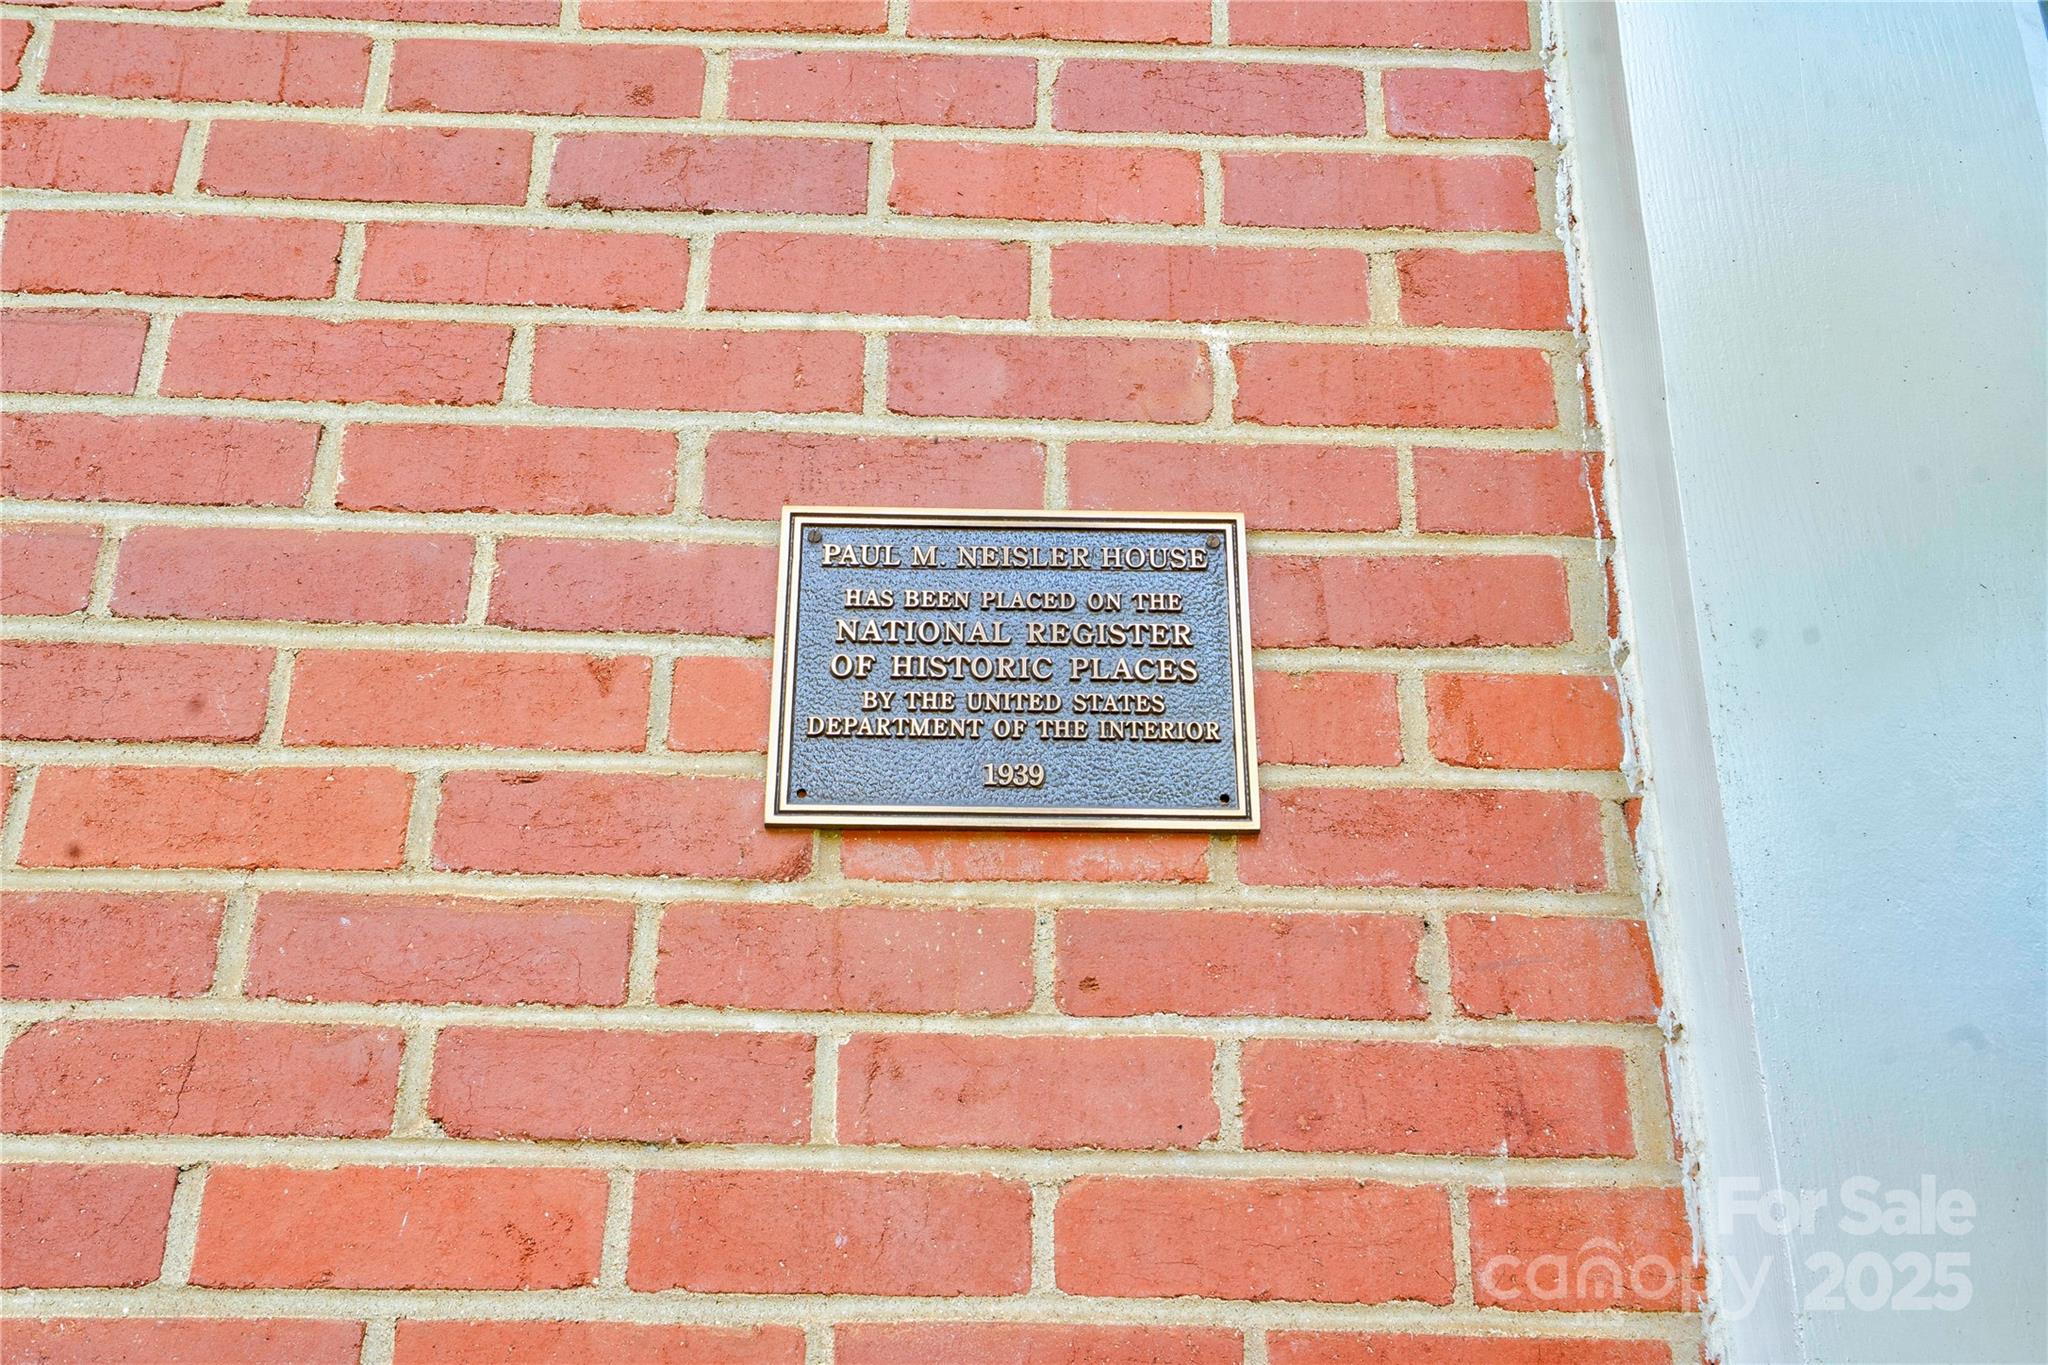 PAUL M. NEISLER HOUSE
HAS BEEN PLACED ON THE
NATIONAL REGISTER
OF HISTORIC PLACES
BY THE UNITED STATES
DEPARTMENT OF THE INTERIOR
1939
For Sale
canopy 2025
MLS